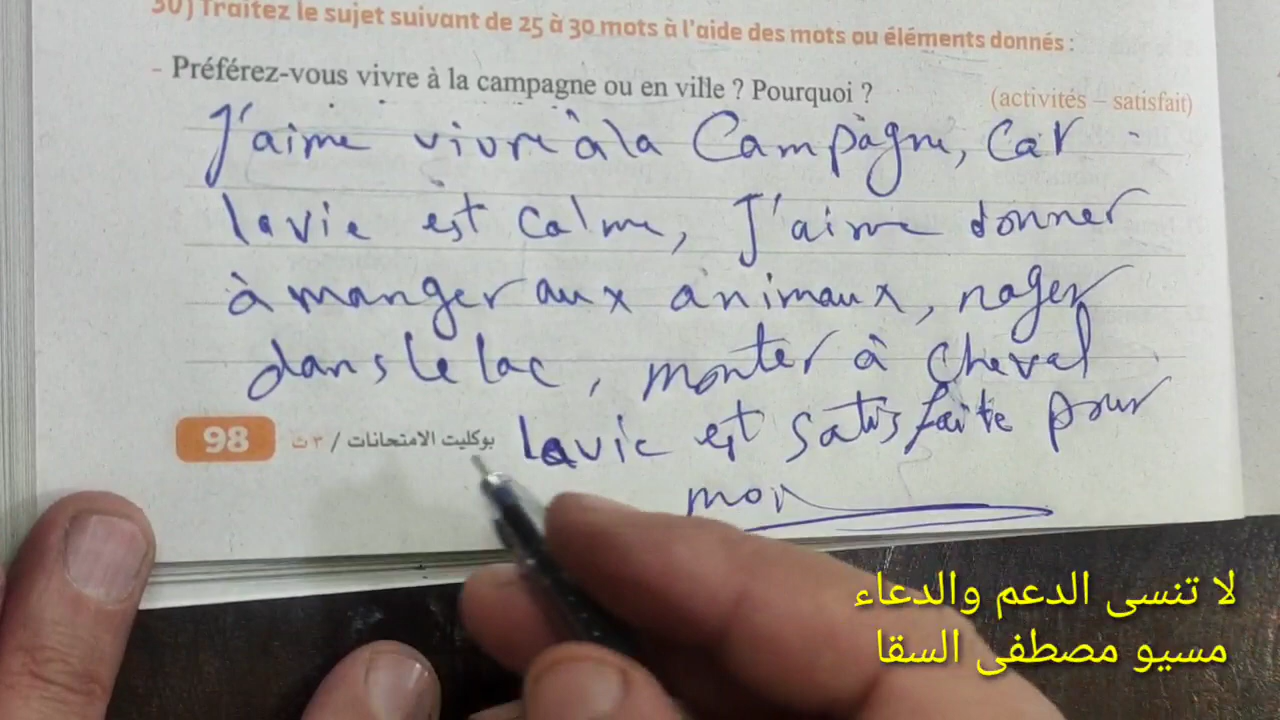 30) Traitez le sujet suivant de 25 à 30 mots à l'aide des mots ou éléments donnés :
- Préférez-vous vivre à la campagne ou en ville ? Pourquoi ?
(activités – satisfait)
J'aime vivre à la Campagne, Car
la vie est calme, J'aime donner
à manger aux animaux, nager
dans le lac, monter à cheval
la vie est satisfaite pour
moi
98 بوكليت الامتحانات / ٣ ث
لا تنسى الدعم والدعاء
مسيو مصطفى السقا